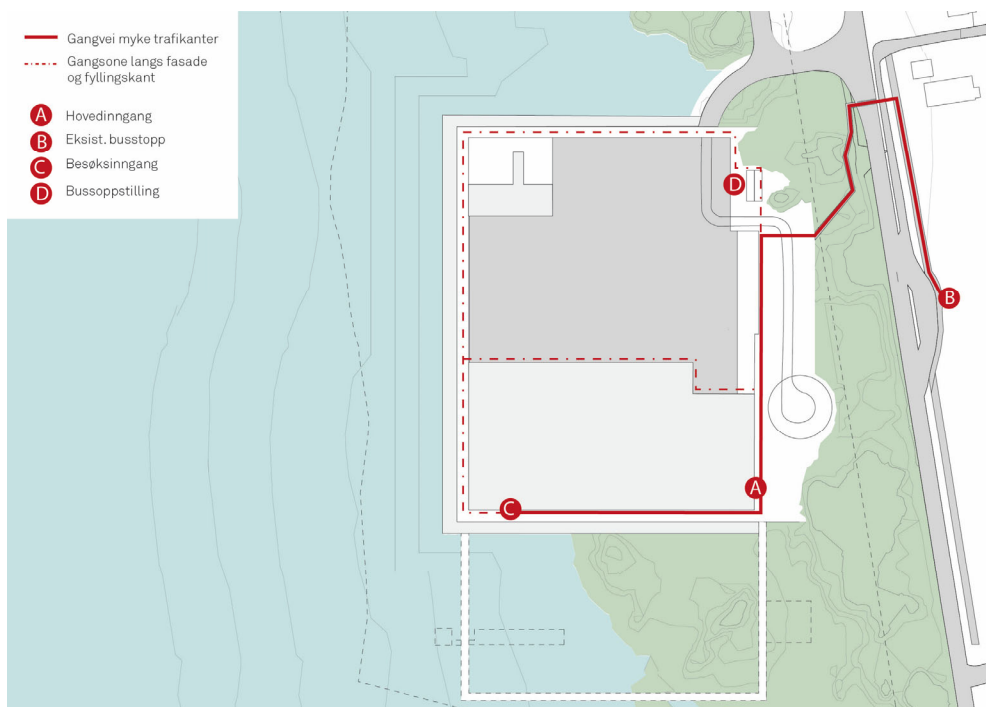 Gangvei myke trafikanter
Gangsone langs fasade
og fyllingskant
A Hovedinngang
B Eksist. busstopp
C Besøksinngang
D Bussoppstilling
D
B
A
C